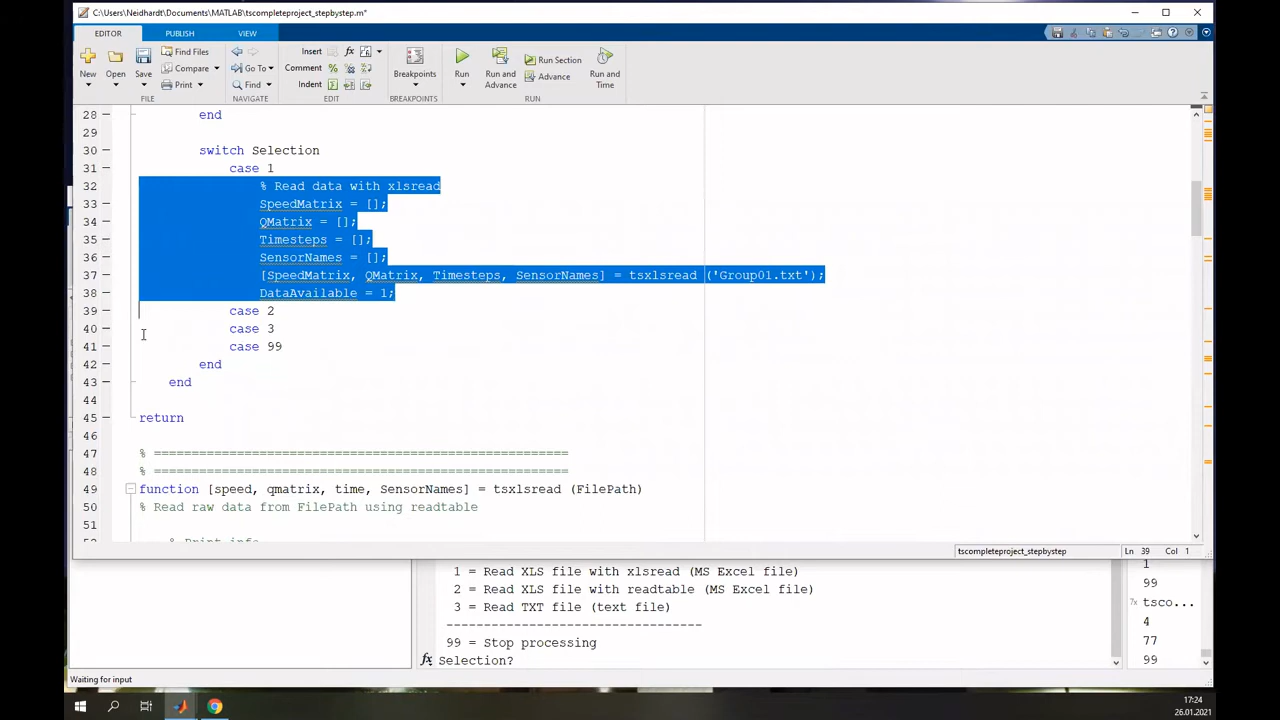 C:\Users\Neidhardt\Documents\MATLAB\tscompleteproject_stepbystep.m*
EDITOR PUBLISH VIEW
New Open Save Find Files Compare Print
Go To Find
Insert Comment Indent
Breakpoints
Run Run and Advance Run Section Advance Run and Time
FILE NAVIGATE EDIT BREAKPOINTS RUN
28 end
29
30 switch Selection
31 case 1
32 % Read data with xlsread
33 SpeedMatrix = [];
34 QMatrix = [];
35 Timesteps = [];
36 SensorNames = [];
37 [SpeedMatrix, QMatrix, Timesteps, SensorNames] = tsxlsread ('Group01.txt');
38 DataAvailable = 1;
39 case 2
40 case 3
41 case 99
42 end
43 end
44
45 return
46
47 % =======================================================
48 % =======================================================
49 function [speed, qmatrix, time, SensorNames] = tsxlsread (FilePath)
50 % Read raw data from FilePath using readtable
51
52 % Print info
tscompleteproject_stepbystep Ln 39 Col 1
1 = Read XLS file with xlsread (MS Excel file)
2 = Read XLS file with readtable (MS Excel file)
3 = Read TXT file (text file)
----------------------------------
99 = Stop processing
fx Selection?
1
99
tsco...
4
77
99
Waiting for input
17:24
26.01.2021